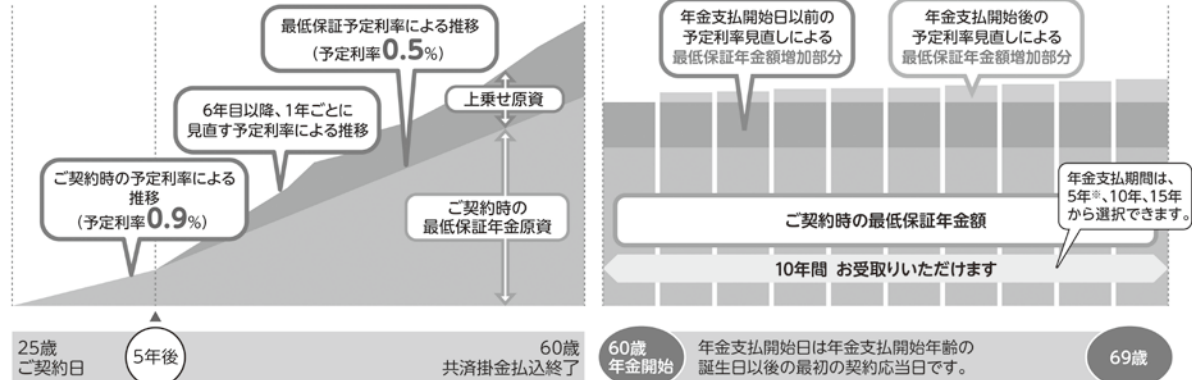 最低保証予定利率による推移
(予定利率0.5%)
上乗せ原資
6年目以降、1年ごとに
見直す予定利率による推移
ご契約時の予定利率による
推移
(予定利率0.9%)
ご契約時の
最低保証年金原資
25歳
ご契約日
5年後
60歳
共済掛金払込終了
年金支払開始日以前の
予定利率見直しによる
最低保証年金額増加部分
年金支払開始後の
予定利率見直しによる
最低保証年金額増加部分
年金支払期間は、
5年※、10年、15年
から選択できます。
ご契約時の最低保証年金額
10年間 お受取りいただけます
60歳
年金開始
年金支払開始日は年金支払開始年齢の
誕生日以後の最初の契約応当日です。
69歳